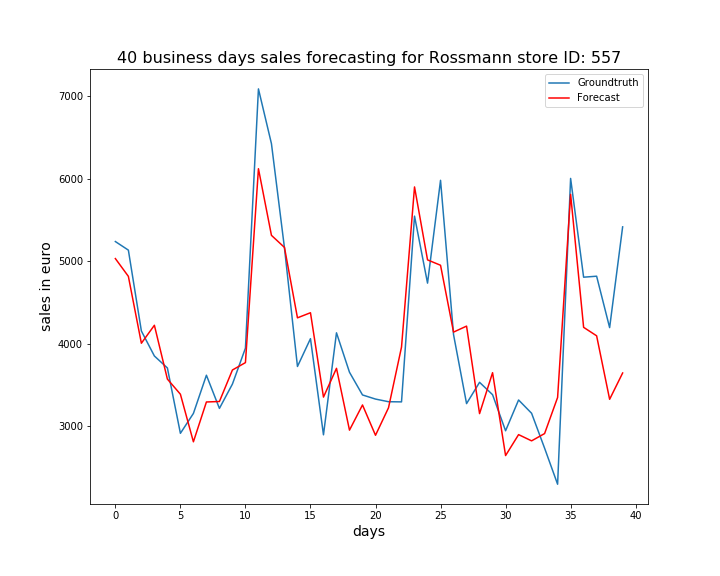 40 business days sales forecasting for Rossmann store ID: 557
Groundtruth
Forecast
7000
6000
5000
4000
3000
sales in euro
0 5 10 15 20 25 30 35 40
days